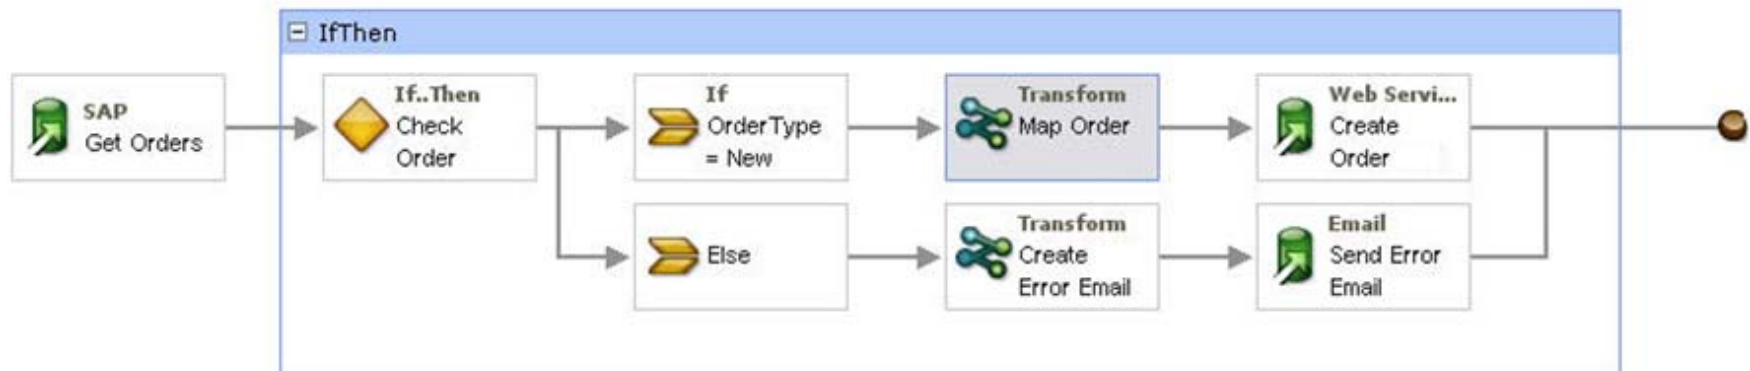 IfThen
SAP
Get Orders
If..Then
Check
Order
If
OrderType
= New
Transform
Map Order
Web Servi...
Create
Order
Else
Transform
Create
Error Email
Email
Send Error
Email